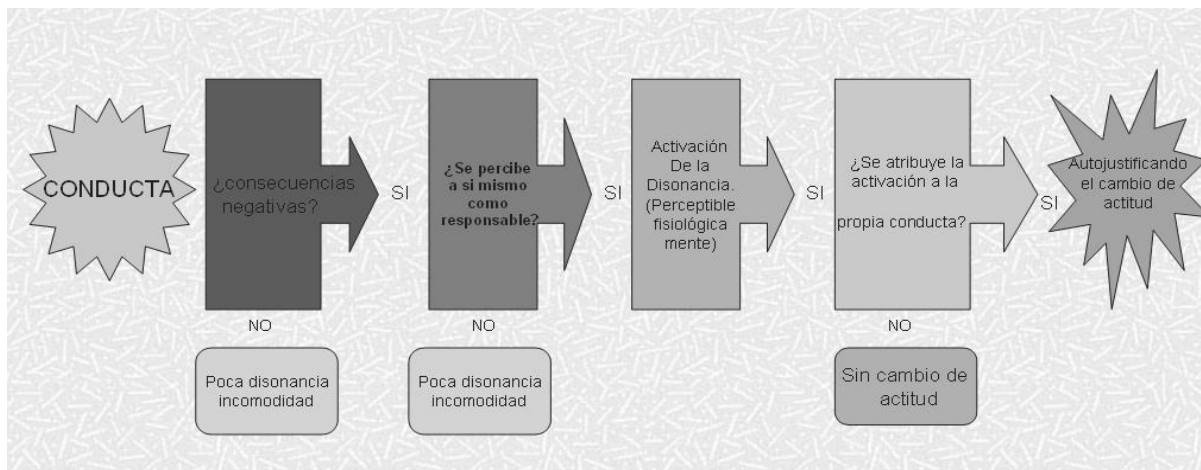 CONDUCTA
¿consecuencias
negativas?
SI
NO
Poca disonancia
incomodidad
¿Se percibe
a si mismo
como
responsable?
SI
NO
Poca disonancia
incomodidad
Activación
De la
Disonancia.
(Perceptible
fisiológica
mente)
SI
¿Se atribuye la
activación a la
propia conducta?
SI
NO
Sin cambio de
actitud
Autojustificando
el cambio de
actitud